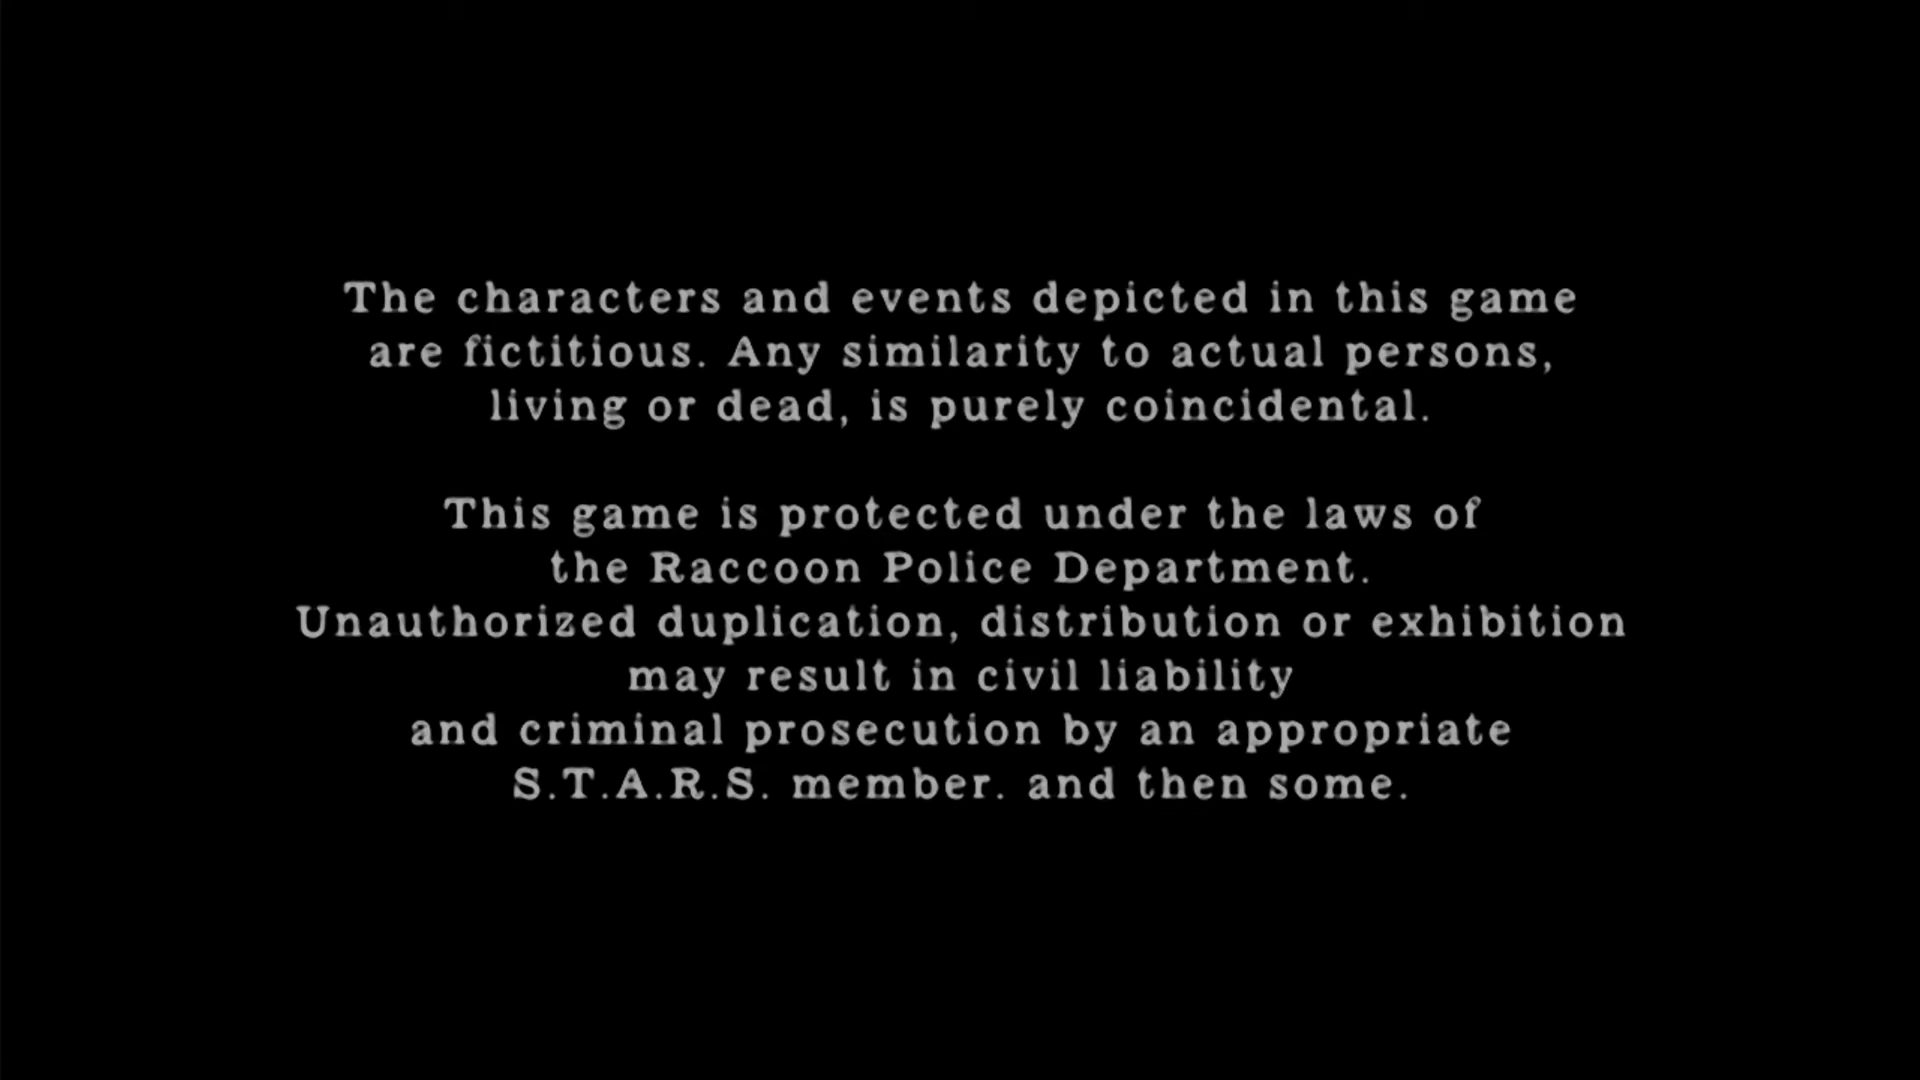 The characters and events depicted in this game
are fictitious. Any similarity to actual persons,
living or dead, is purely coincidental.
This game is protected under the laws of
the Raccoon Police Department.
Unauthorized duplication, distribution or exhibition
may result in civil liability
and criminal prosecution by an appropriate
S.T.A.R.S. member. and then some.